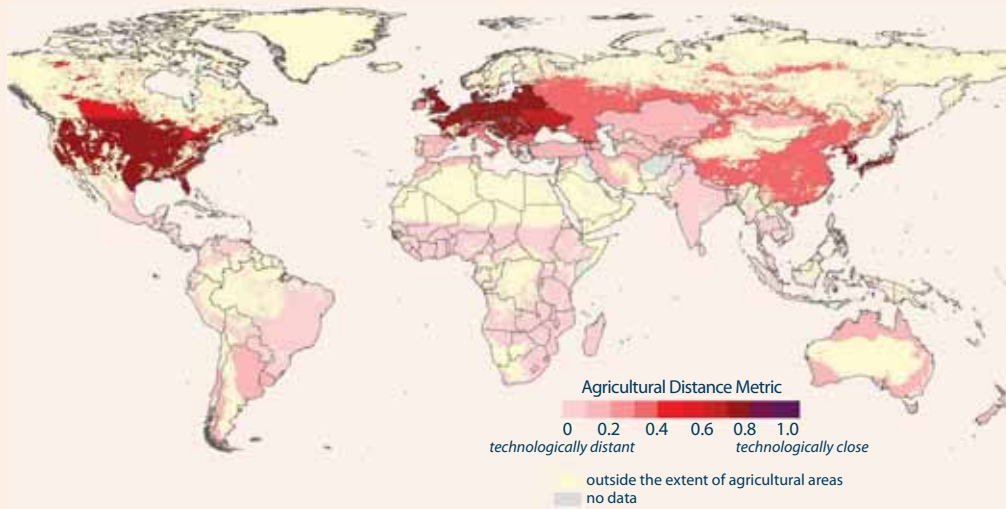 Agricultural Distance Metric
0 0.2 0.4 0.6 0.8 1.0
technologically distant technologically close
outside the extent of agricultural areas
no data